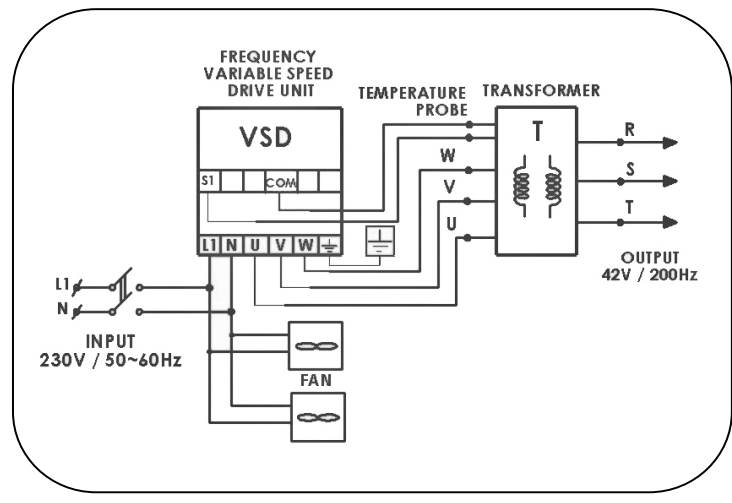 FREQUENCY
VARIABLE SPEED
DRIVE UNIT
TEMPERATURE
PROBE
TRANSFORMER
VSD
T
R
S1
COM
W
S
V
T
U
L1
N
U
V
W
OUTPUT
42V / 200Hz
L1
N
INPUT
230V / 50~60Hz
FAN